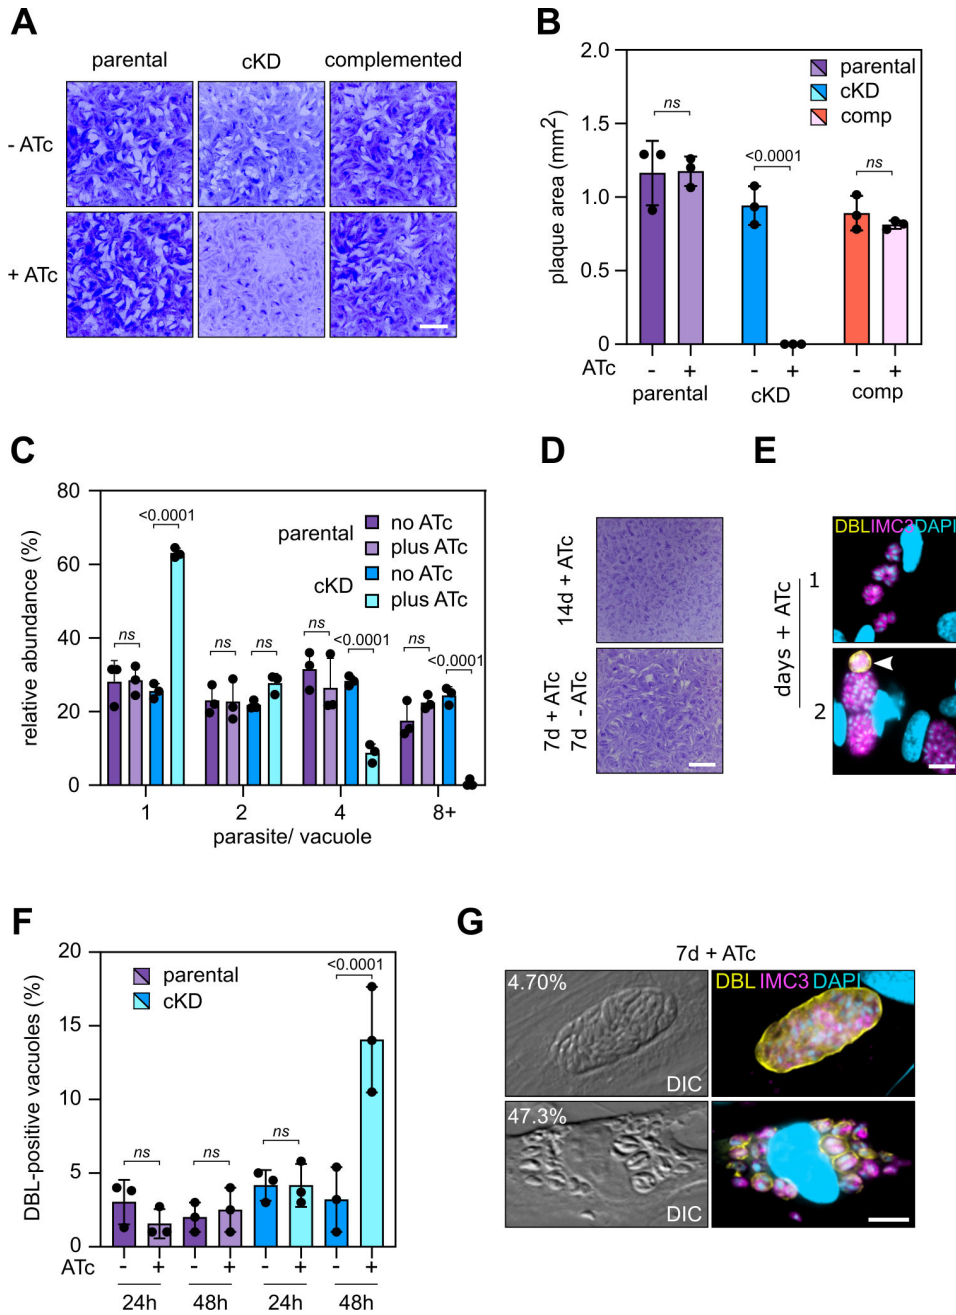 A
parental cKD complemented
- ATc
+ ATc
B
2.0
1.5
1.0
0.5
0
plaque area (mm2)
parental
cKD
comp
ns
<0.0001
ns
ATc - + - + - +
parental cKD comp
C
80
60
40
20
0
relative abundance (%)
<0.0001
parental
no ATc
plus ATc
cKD
no ATc
plus ATc
ns ns ns ns <0.0001 ns <0.0001
1 2 4 8+
parasite/ vacuole
D
14d + ATc
7d + ATc
7d - ATc
E
DBL IMC3 DAPI
days + ATc
1
2
F
20
15
10
5
0
DBL-positive vacuoles (%)
parental
cKD
<0.0001
ns ns ns
ATc - + - + - + - +
24h 48h 24h 48h
G
7d + ATc
4.70%
DIC
DBL IMC3 DAPI
47.3%
DIC